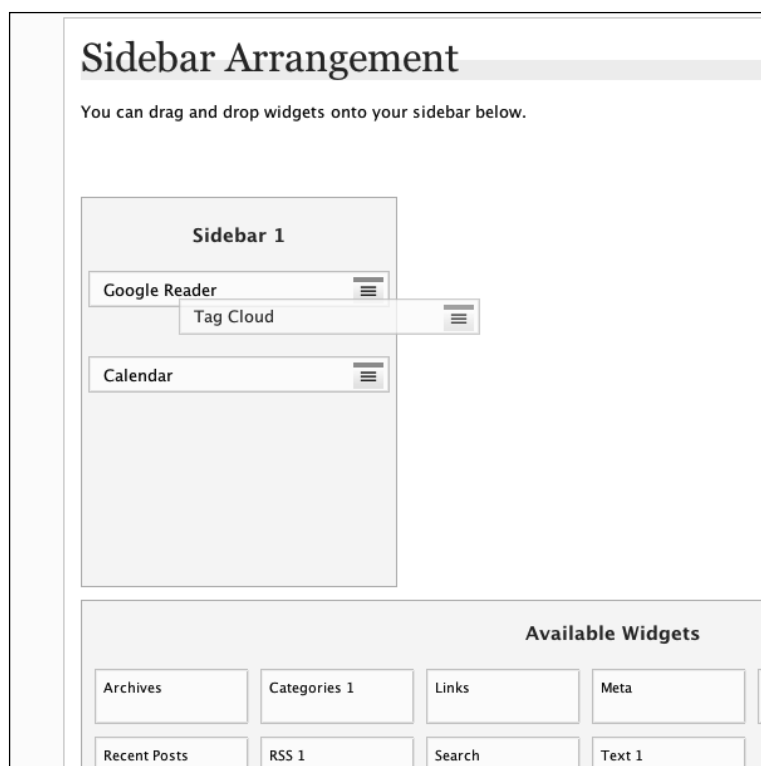 Sidebar Arrangement
You can drag and drop widgets onto your sidebar below.
Sidebar 1
Google Reader
Tag Cloud
Calendar
Available Widgets
Archives Categories 1 Links Meta
Recent Posts RSS 1 Search Text 1